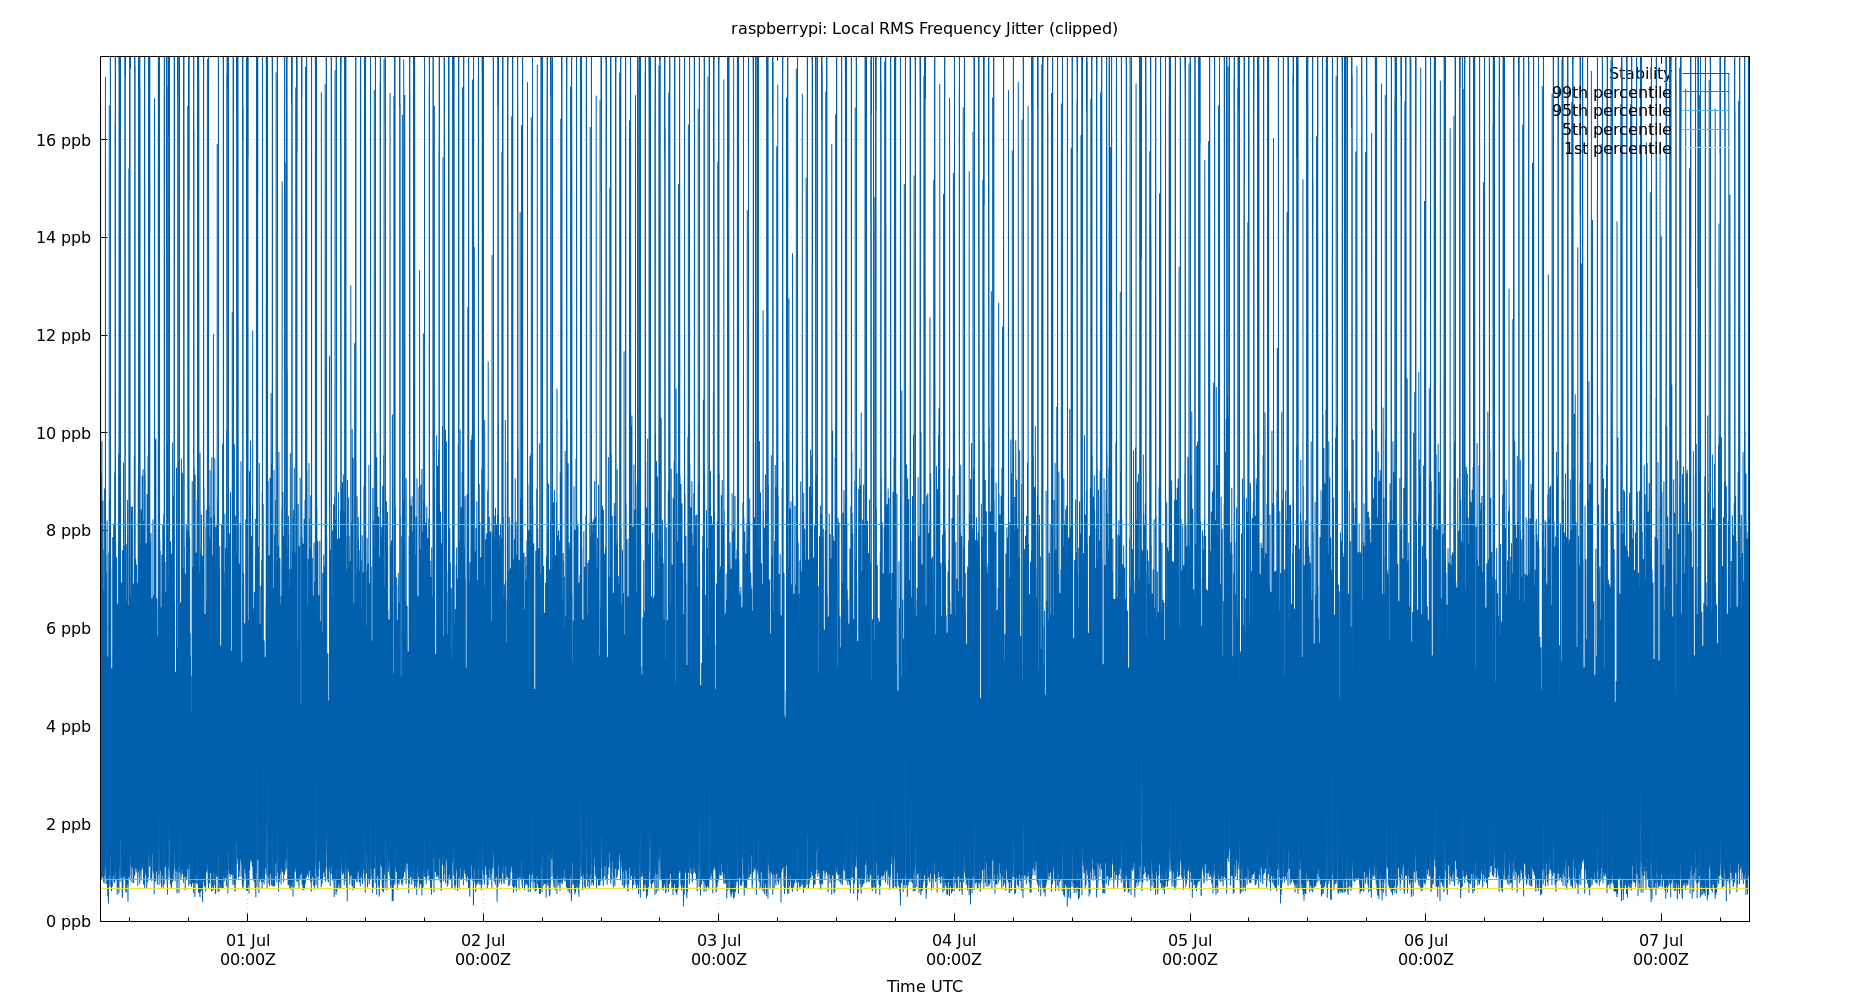 raspberrypi: Local RMS Frequency Jitter (clipped)
Stability
99th percentile
95th percentile
5th percentile
1st percentile
16 ppb
14 ppb
12 ppb
10 ppb
8 ppb
6 ppb
4 ppb
2 ppb
0 ppb
01 Jul 02 Jul 03 Jul 04 Jul 05 Jul 06 Jul 07 Jul
00:00Z 00:00Z 00:00Z 00:00Z 00:00Z 00:00Z 00:00Z
Time UTC